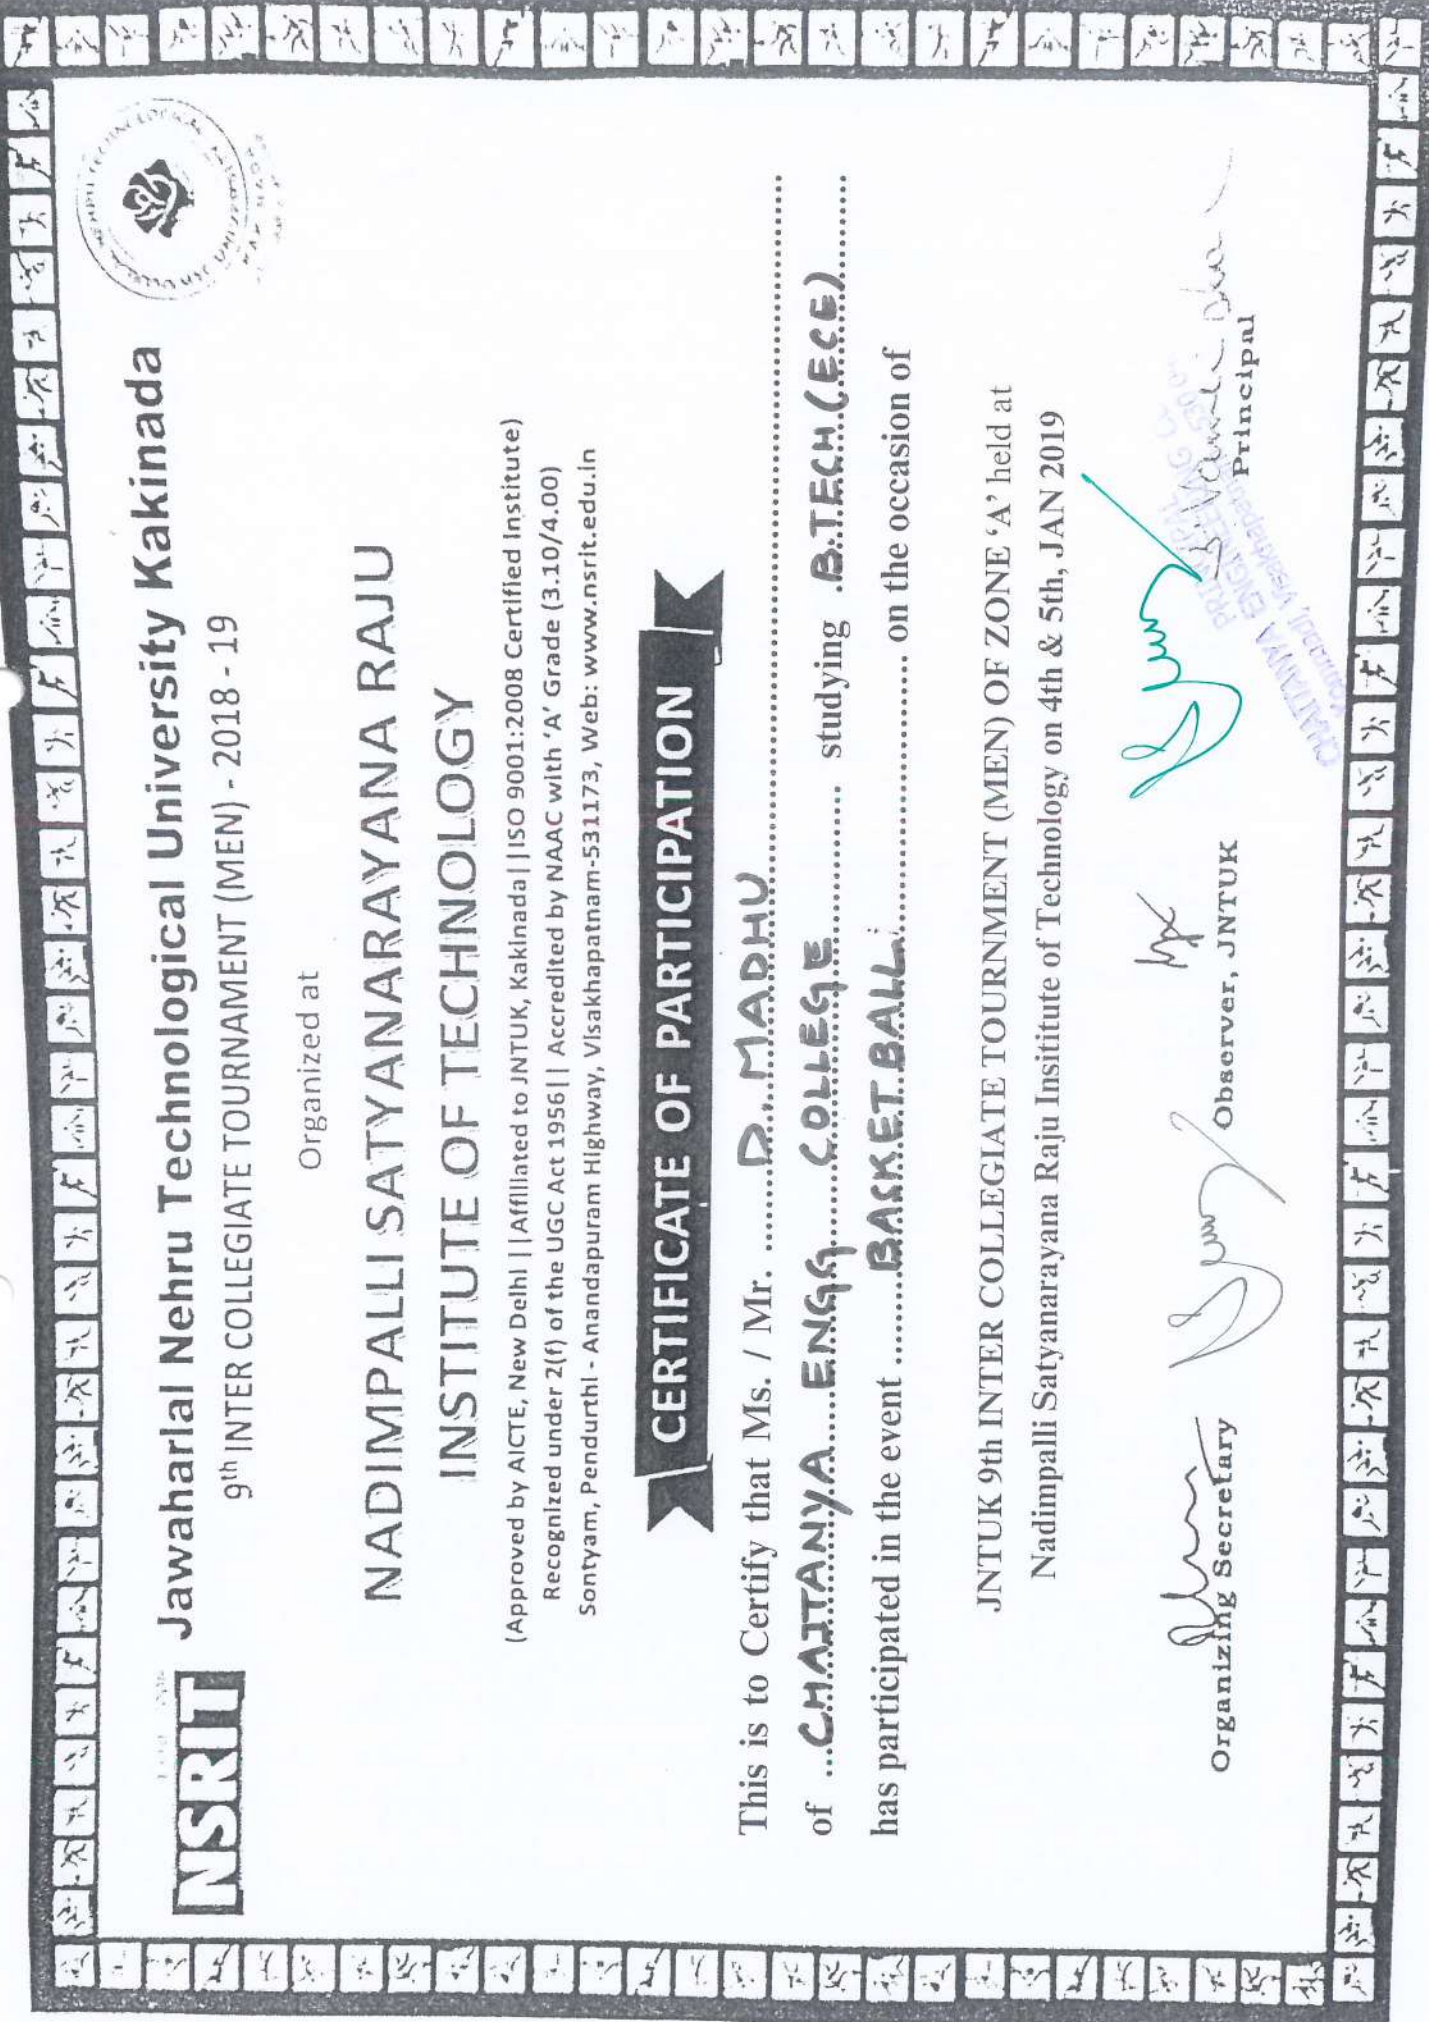 NSRIT
Jawaharlal Nehru Technological University Kakinada
9th INTER COLLEGIATE TOURNAMENT (MEN) - 2018 - 19
Organized at
NADIMPALLI SATYANARAYANA RAJU
INSTITUTE OF TECHNOLOGY
(Approved by AICTE, New Delhi || Affiliated to JNTUK, Kakinada || ISO 9001:2008 Certified Institute)
Recognized under 2(f) of the UGC Act 1956 || Accredited by NAAC with 'A' Grade (3.10/4.00)
Sontyam, Pendurthi - Anandapuram Highway, Visakhapatnam-531173, Web: www.nsrit.edu.in
CERTIFICATE OF PARTICIPATION
This is to Certify that Ms. / Mr. D. MADHU
of CHAITANYA ENGG COLLEGE studying B.TECH (ECE)
has participated in the event BASKETBALL on the occasion of
JNTUK 9th INTER COLLEGIATE TOURNMENT (MEN) OF ZONE 'A' held at
Nadimpalli Satyanarayana Raju Insititute of Technology on 4th & 5th, JAN 2019
Organizing Secretary
Observer, JNTUK
Principal
PRINCIPAL
CHAITANYA ENGINEERING
Visakhapatnam